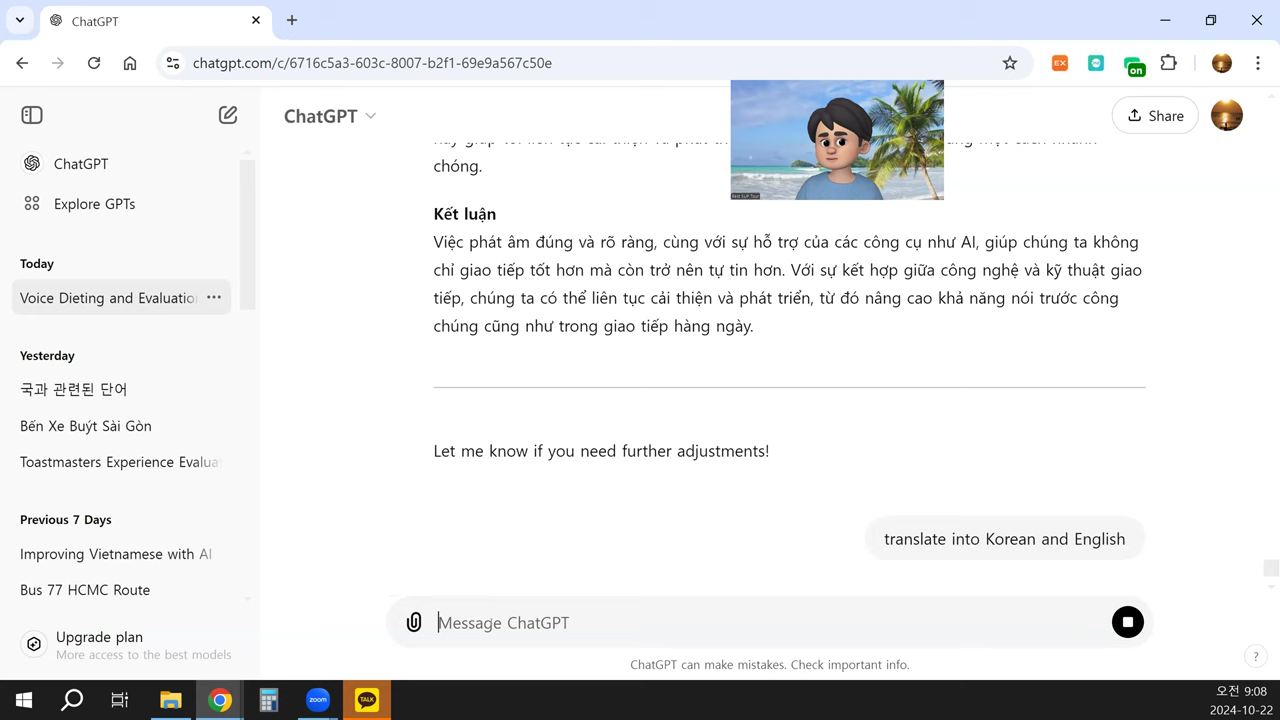 ChatGPT
chatgpt.com/c/6716c5a3-603c-8007-b2f1-69e9a567c50e
EX
on
ChatGPT
Share
ChatGPT
Explore GPTs
Today
Voice Dieting and Evaluatio
Yesterday
국과 관련된 단어
Bến Xe Buýt Sài Gòn
Toastmasters Experience Evalua
Previous 7 Days
Improving Vietnamese with AI
Bus 77 HCMC Route
Upgrade plan
More access to the best models
chóng.
Kết luận
Việc phát âm đúng và rõ ràng, cùng với sự hỗ trợ của các công cụ như AI, giúp chúng ta không
chỉ giao tiếp tốt hơn mà còn trở nên tự tin hơn. Với sự kết hợp giữa công nghệ và kỹ thuật giao
tiếp, chúng ta có thể liên tục cải thiện và phát triển, từ đó nâng cao khả năng nói trước công
chúng cũng như trong giao tiếp hàng ngày.
Let me know if you need further adjustments!
translate into Korean and English
Message ChatGPT
ChatGPT can make mistakes. Check important info.
?
zoom
TALK
오전 9:08
2024-10-22